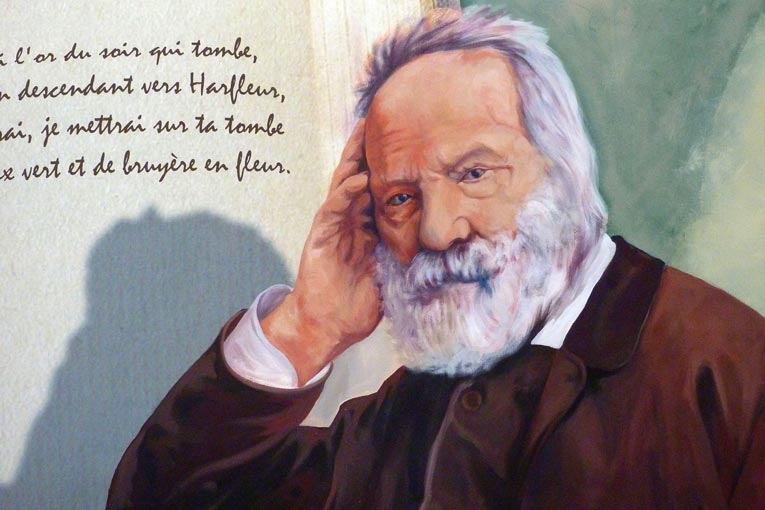 i l'or du soir qui tombe,
n descendant vers Harfleur,
rai, je mettrai sur ta tombe
x vert et de bruyère en fleur.